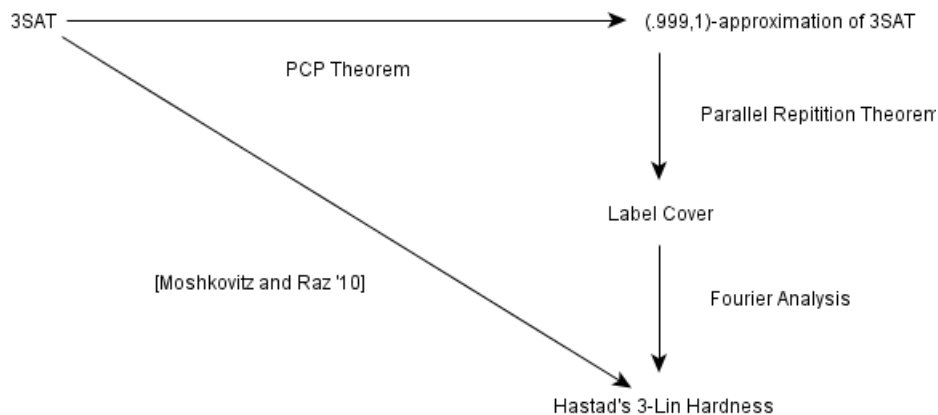 3SAT
(.999,1)-approximation of 3SAT
PCP Theorem
Parallel Repitition Theorem
Label Cover
[Moshkovitz and Raz '10]
Fourier Analysis
Hastad's 3-Lin Hardness